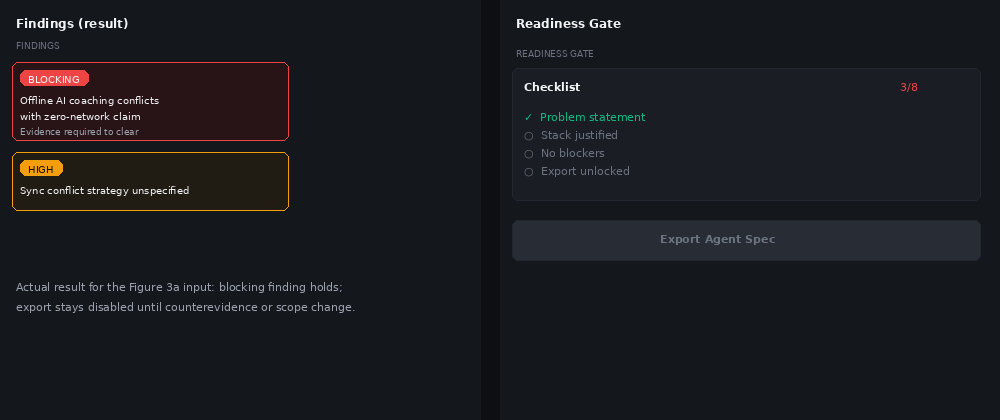 Findings (result)
FINDINGS
BLOCKING
Offline AI coaching conflicts
with zero-network claim
Evidence required to clear
HIGH
Sync conflict strategy unspecified
Actual result for the Figure 3a input: blocking finding holds;
export stays disabled until counterevidence or scope change.
Readiness Gate
READINESS GATE
Checklist 3/8
✓ Problem statement
○ Stack justified
○ No blockers
○ Export unlocked
Export Agent Spec